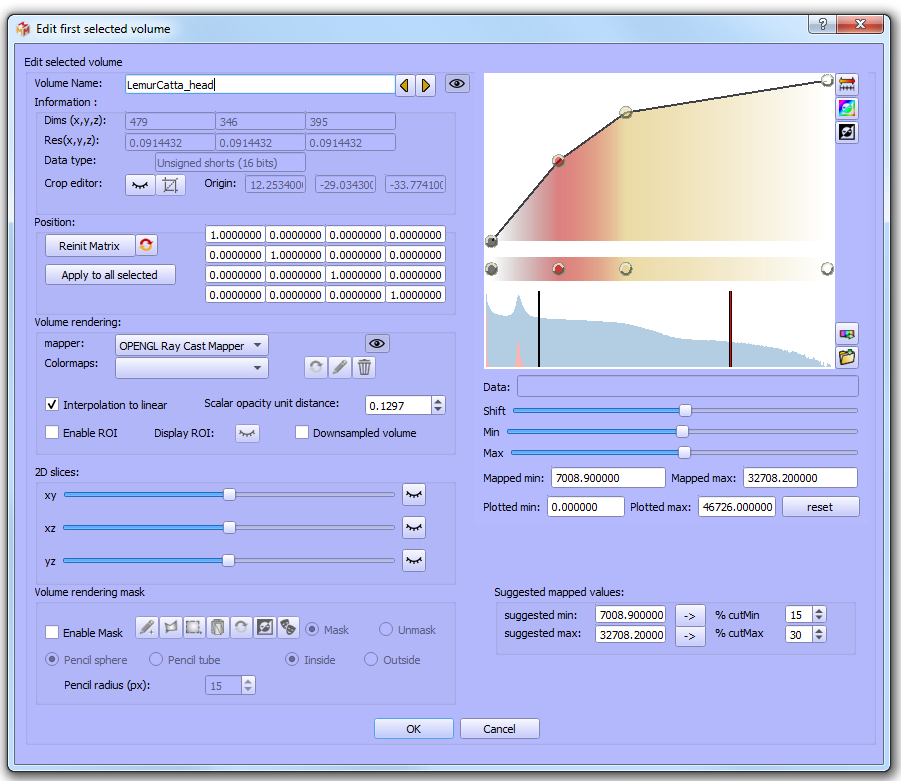 Edit first selected volume
?
Edit selected volume
Volume Name: LemurCatta_head
Information :
Dims (x,y,z): 479 346 395
Res(x,y,z): 0.0914432 0.0914432 0.0914432
Data type: Unsigned shorts (16 bits)
Crop editor: Origin: 12.253400 -29.034300 -33.774100
Position:
Reinit Matrix
Apply to all selected
1.0000000 0.0000000 0.0000000 0.0000000
0.0000000 1.0000000 0.0000000 0.0000000
0.0000000 0.0000000 1.0000000 0.0000000
0.0000000 0.0000000 0.0000000 1.0000000
Volume rendering:
mapper: OPENGL Ray Cast Mapper
Colormaps:
Interpolation to linear Scalar opacity unit distance: 0.1297
Enable ROI Display ROI: Downsampled volume
2D slices:
xy
xz
yz
Volume rendering mask
Enable Mask Mask Unmask
Pencil sphere Pencil tube Iinside Outside
Pencil radius (px): 15
Data:
Shift
Min
Max
Mapped min: 7008.900000 Mapped max: 32708.200000
Plotted min: 0.000000 Plotted max: 46726.000000 reset
Suggested mapped values:
suggested min: 7008.900000 -> % cutMin 15
suggested max: 32708.20000 -> % cutMax 30
OK Cancel